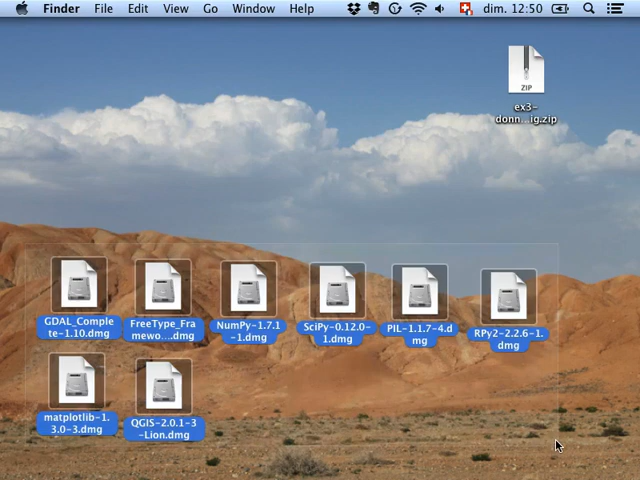 Finder File Edit View Go Window Help dim. 12:50
ZIP
ex3-
donn...ig.zip
GDAL_Comple
te-1.10.dmg
FreeType_Fra
mewo....dmg
NumPy-1.7.1
-1.dmg
SciPy-0.12.0-
1.dmg
PIL-1.1.7-4.d
mg
RPy2-2.2.6-1.
dmg
matplotlib-1.
3.0-3.dmg
QGIS-2.0.1-3
-Lion.dmg